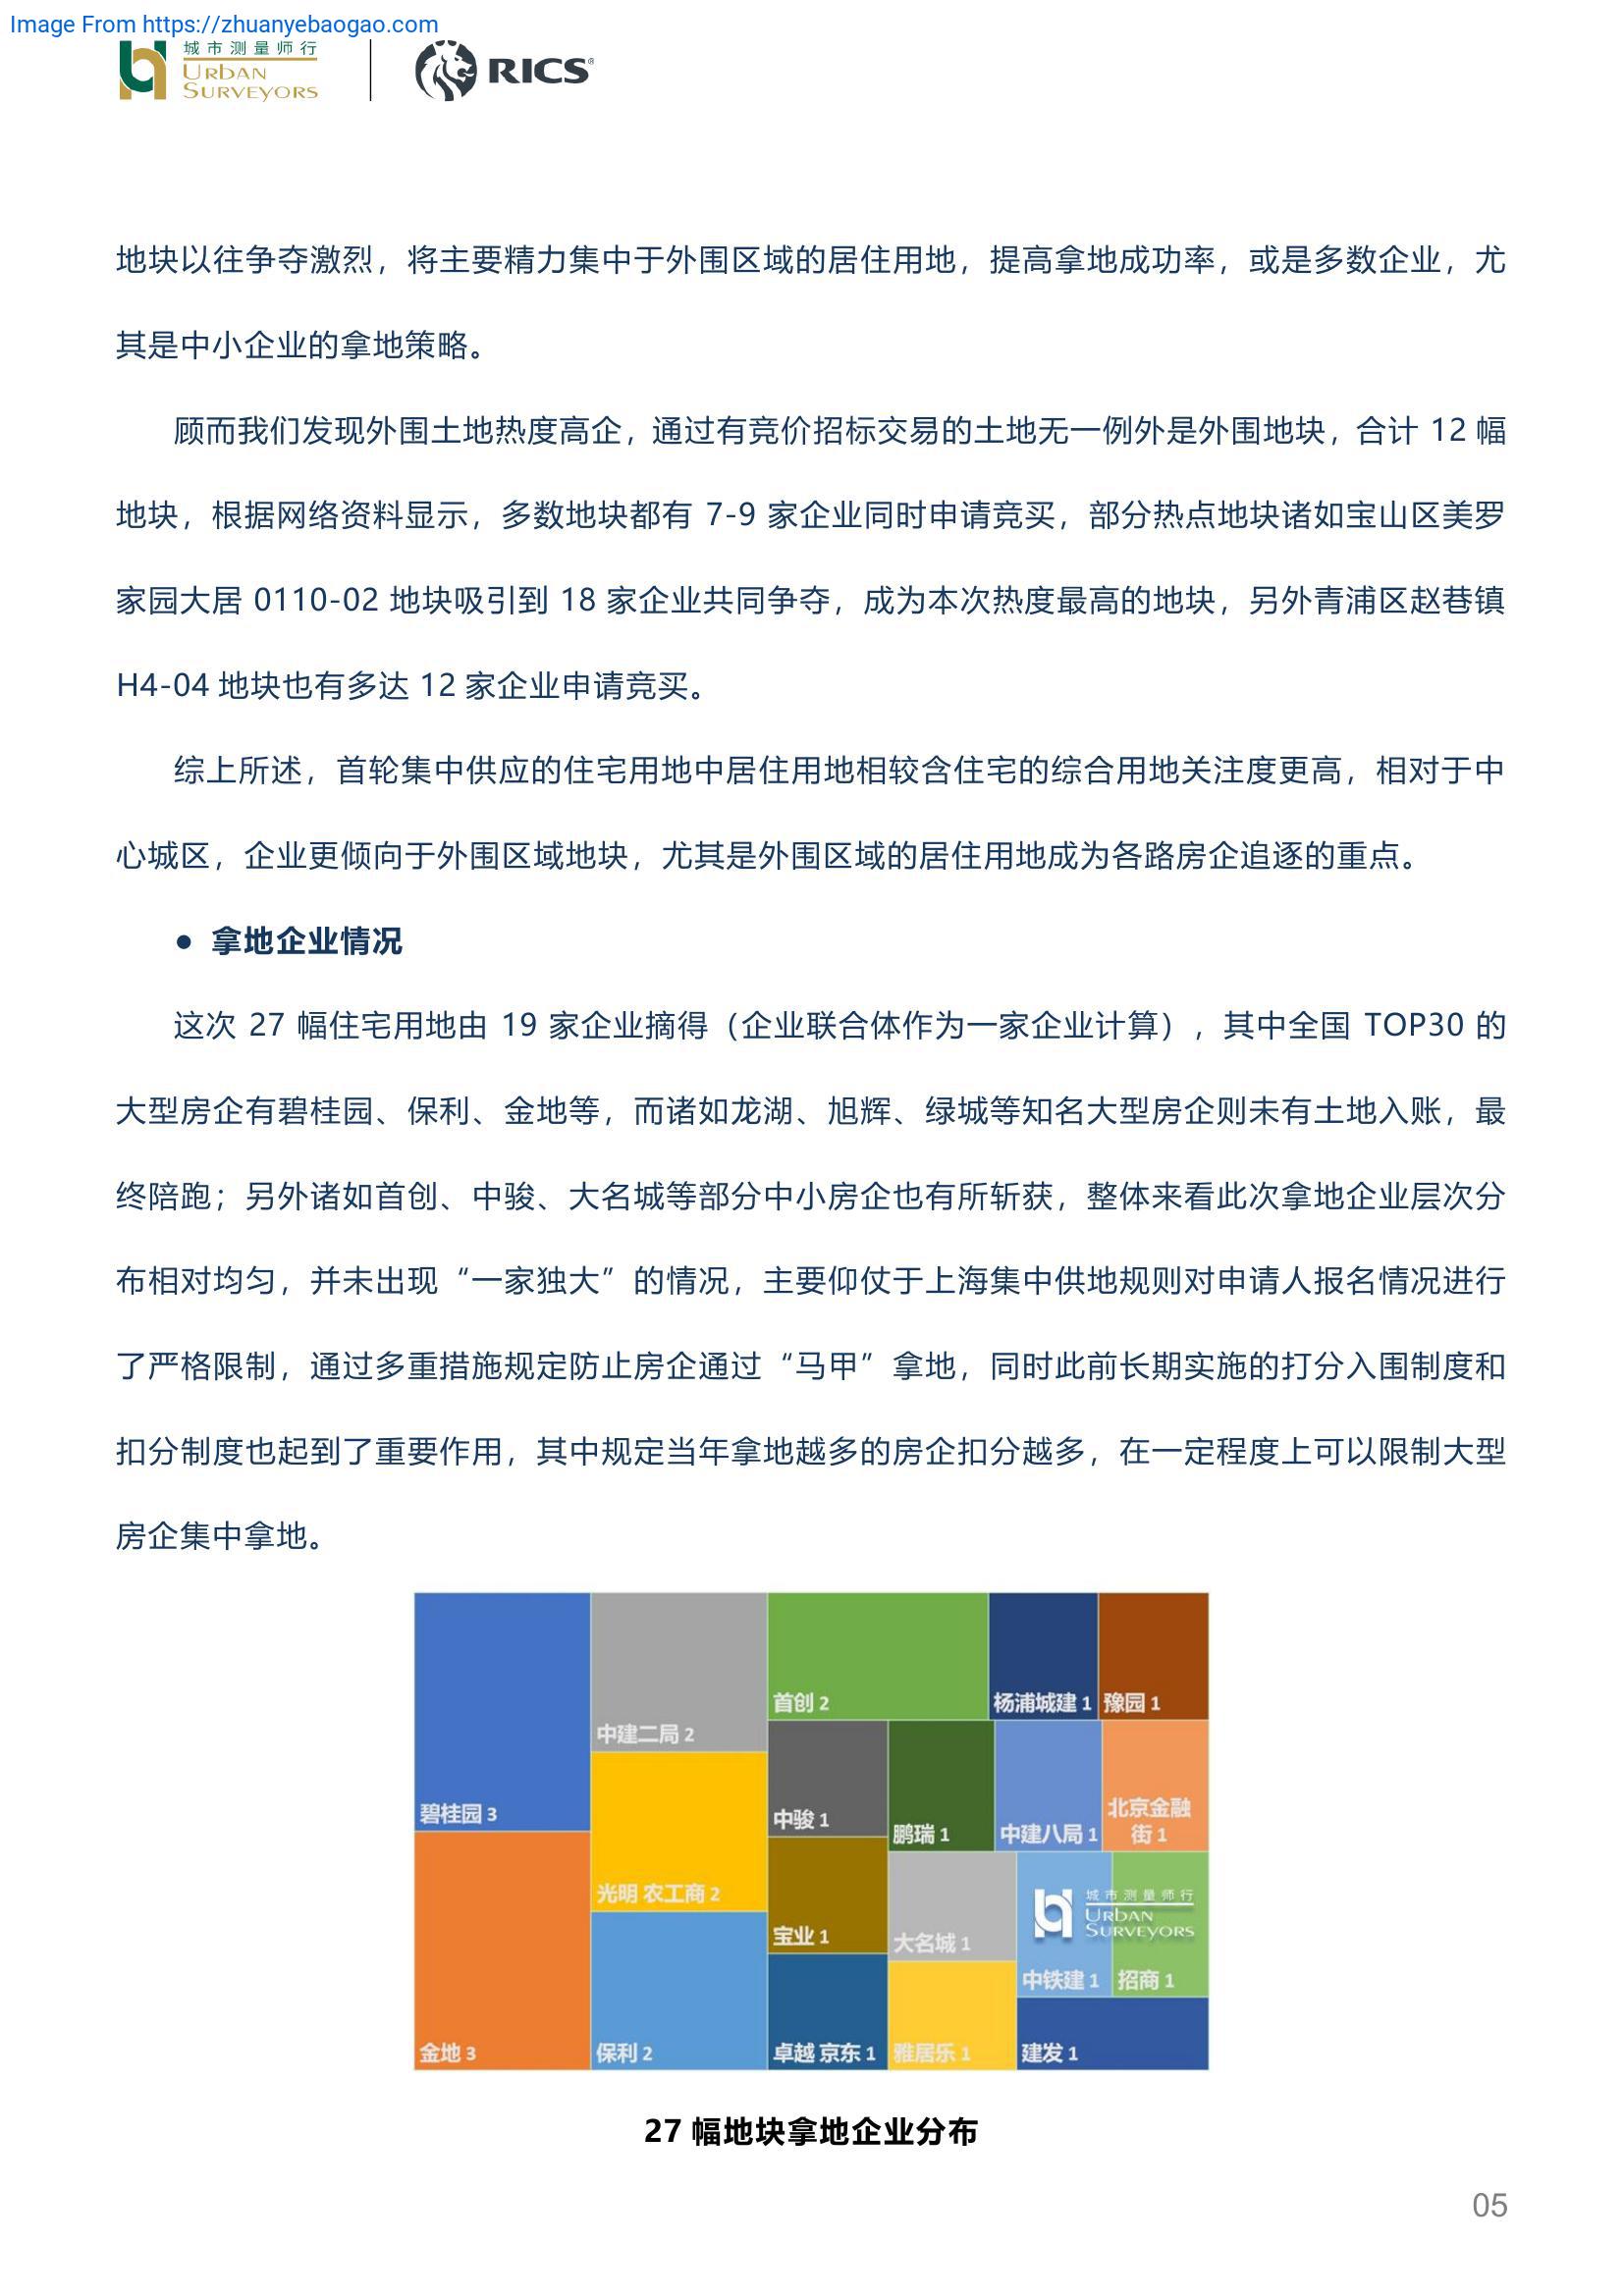 Image From https://zhuanyebaogao.com
城市测量师行
URBAN
SURVEYORS
RICS®
地块以往争夺激烈，将主要精力集中于外围区域的居住用地，提高拿地成功率，或是多数企业，尤
其是中小企业的拿地策略。
顾而我们发现外围土地热度高企，通过有竞价招标交易的土地无一例外是外围地块，合计 12 幅
地块，根据网络资料显示，多数地块都有 7-9 家企业同时申请竞买，部分热点地块诸如宝山区美罗
家园大居 0110-02 地块吸引到 18 家企业共同争夺，成为本次热度最高的地块，另外青浦区赵巷镇
H4-04 地块也有多达 12 家企业申请竞买。
综上所述，首轮集中供应的住宅用地中居住用地相较含住宅的综合用地关注度更高，相对于中
心城区，企业更倾向于外围区域地块，尤其是外围区域的居住用地成为各路房企追逐的重点。
● 拿地企业情况
这次 27 幅住宅用地由 19 家企业摘得（企业联合体作为一家企业计算），其中全国 TOP30 的
大型房企有碧桂园、保利、金地等，而诸如龙湖、旭辉、绿城等知名大型房企则未有土地入账，最
终陪跑；另外诸如首创、中骏、大名城等部分中小房企也有所斩获，整体来看此次拿地企业层次分
布相对均匀，并未出现“一家独大”的情况，主要仰仗于上海集中供地规则对申请人报名情况进行
了严格限制，通过多重措施规定防止房企通过“马甲”拿地，同时此前长期实施的打分入围制度和
扣分制度也起到了重要作用，其中规定当年拿地越多的房企扣分越多，在一定程度上可以限制大型
房企集中拿地。
碧桂园 3
金地 3
中建二局 2
光明 农工商 2
保利 2
首创 2
杨浦城建 1
豫园 1
中骏 1
鹏瑞 1
中建八局 1
北京金融
街 1
宝业 1
大名城 1
城市测量师行
URBAN
SURVEYORS
中铁建 1
招商 1
卓越 京东 1
雅居乐 1
建发 1
27 幅地块拿地企业分布
05